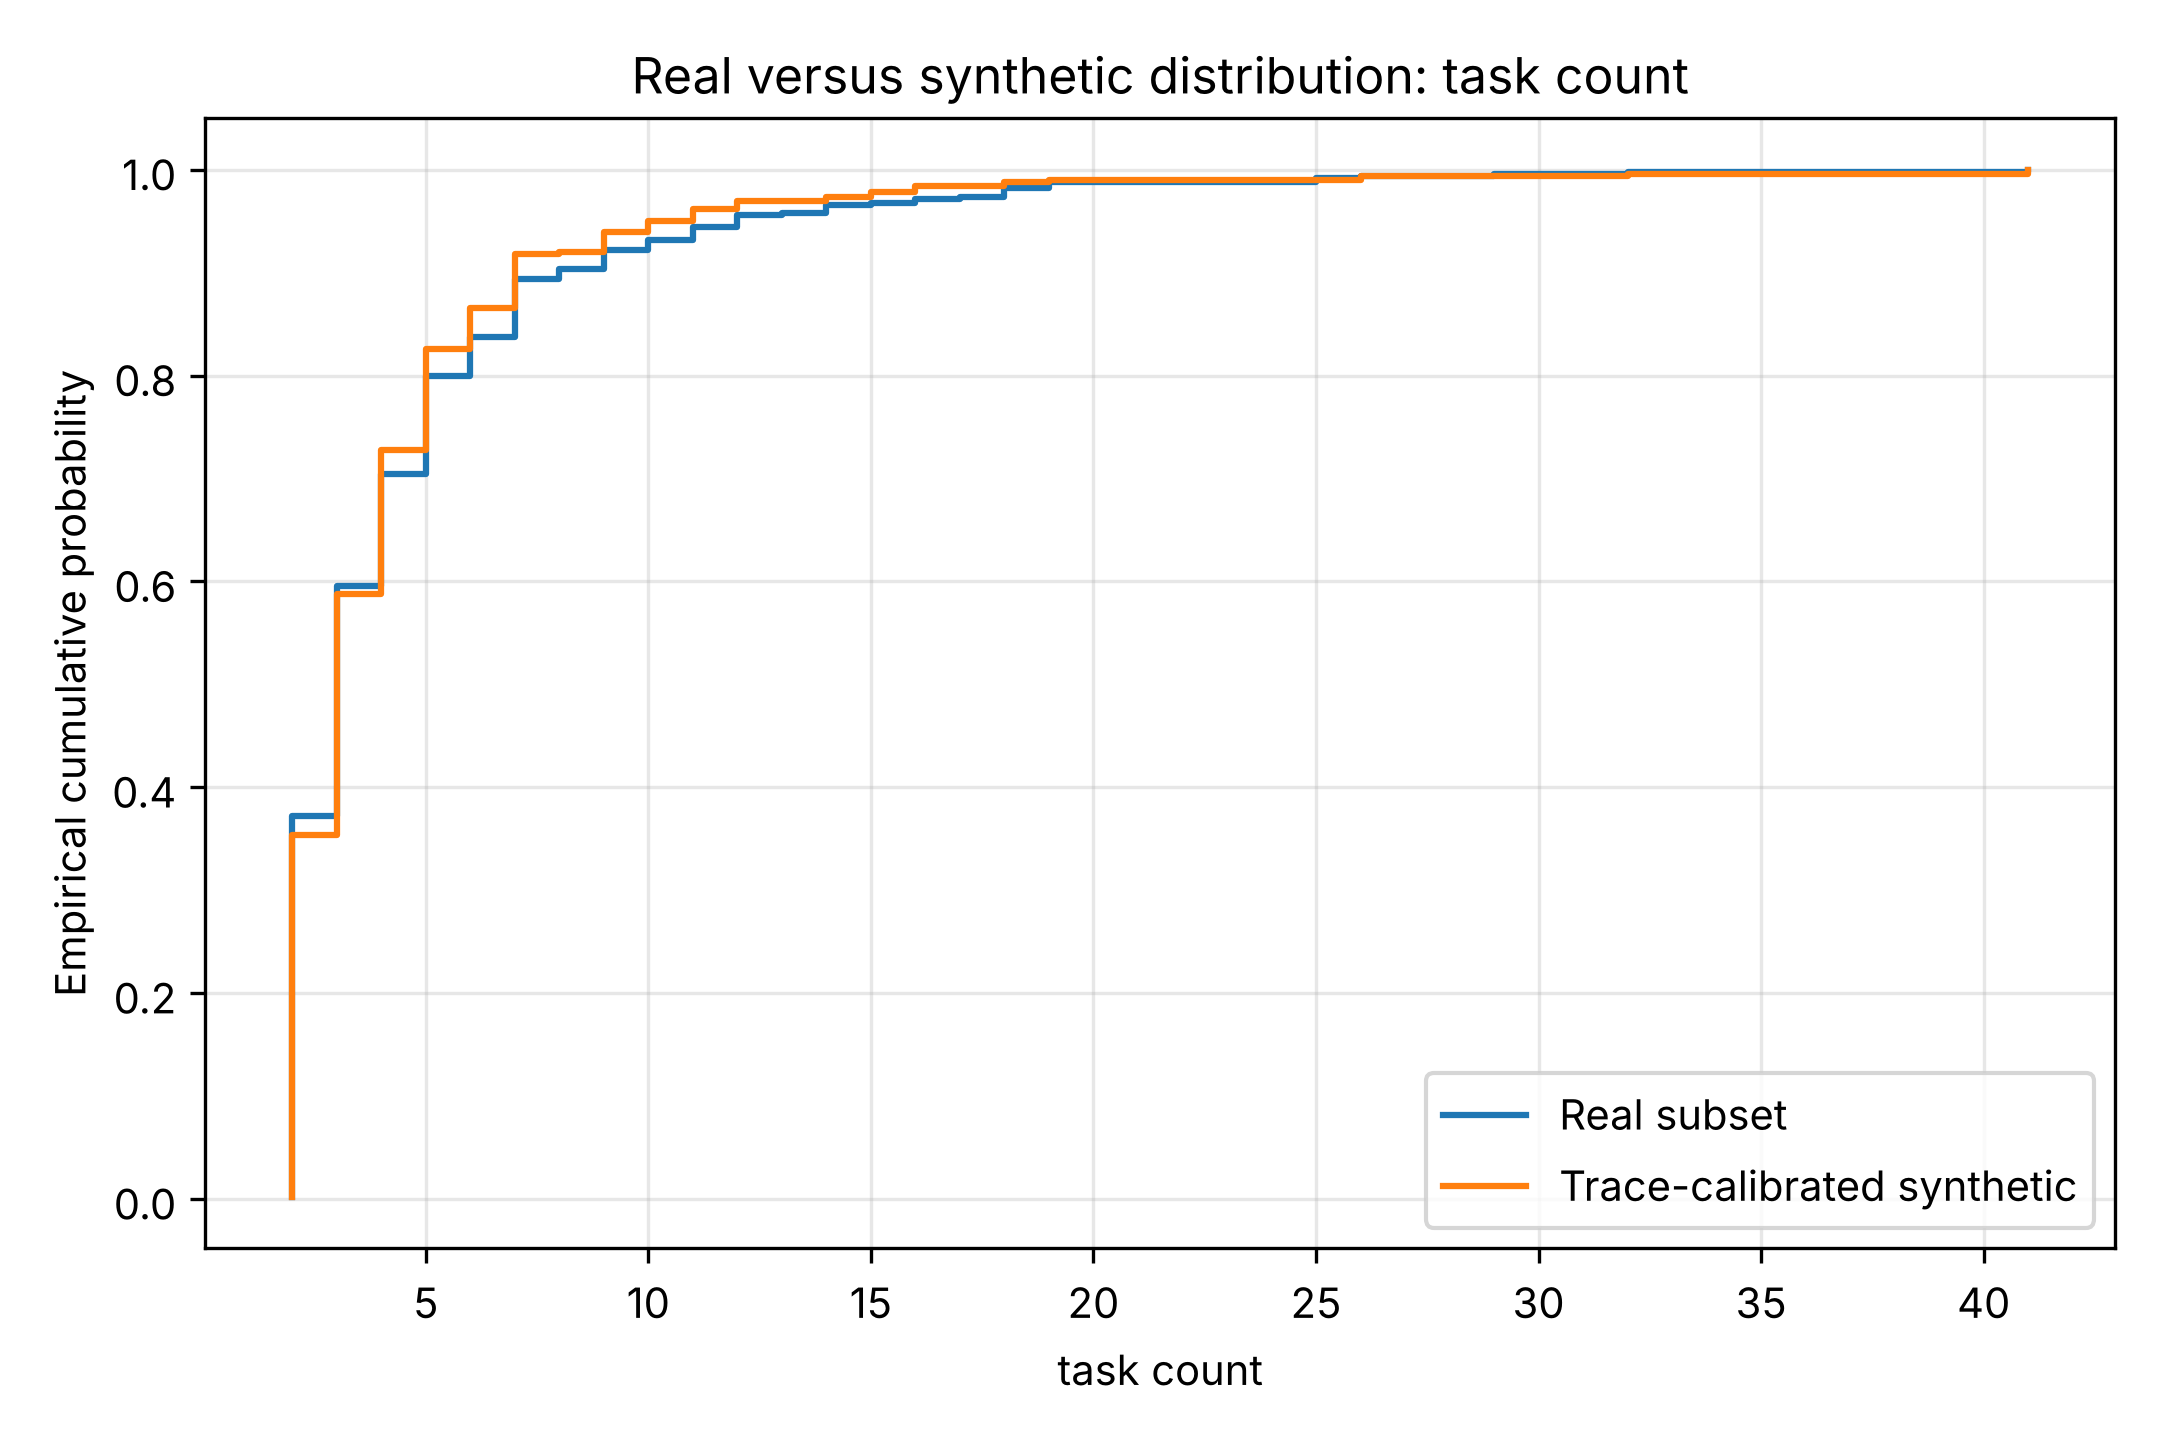 Real versus synthetic distribution: task count
Empirical cumulative probability
1.0
0.8
0.6
0.4
0.2
0.0
5 10 15 20 25 30 35 40
task count
Real subset
Trace-calibrated synthetic